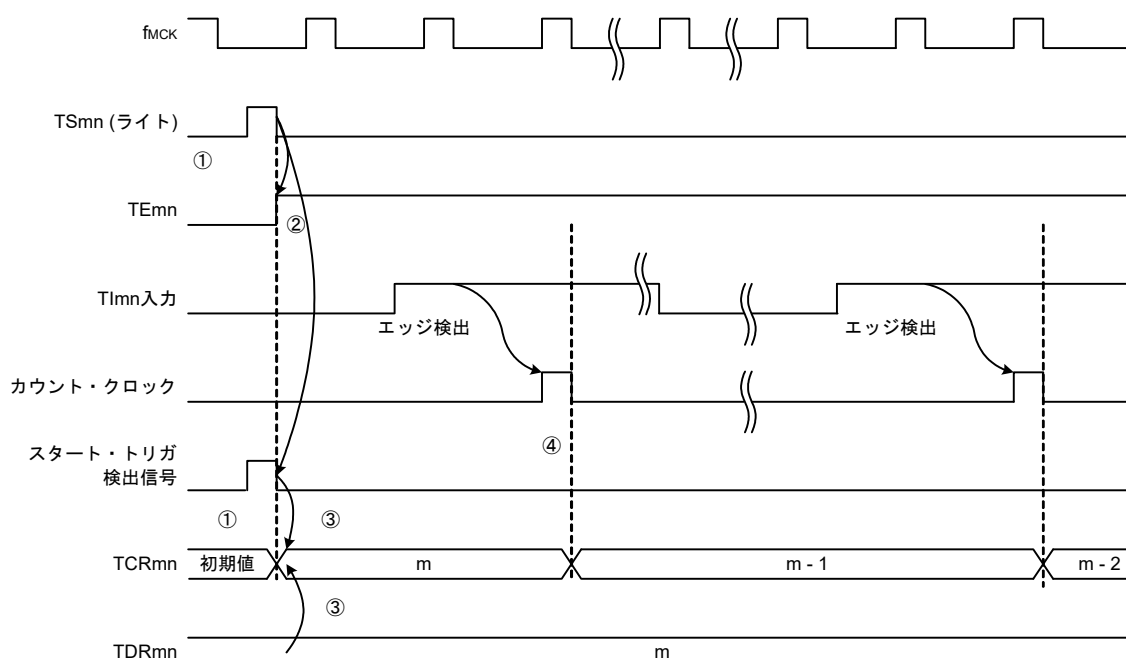 fMCK
TSmn (ライト)
①
TEmn
②
TImn入力
エッジ検出
エッジ検出
カウント・クロック
④
スタート・トリガ
検出信号
①
③
TCRmn
初期値
m
m - 1
m - 2
③
TDRmn
m